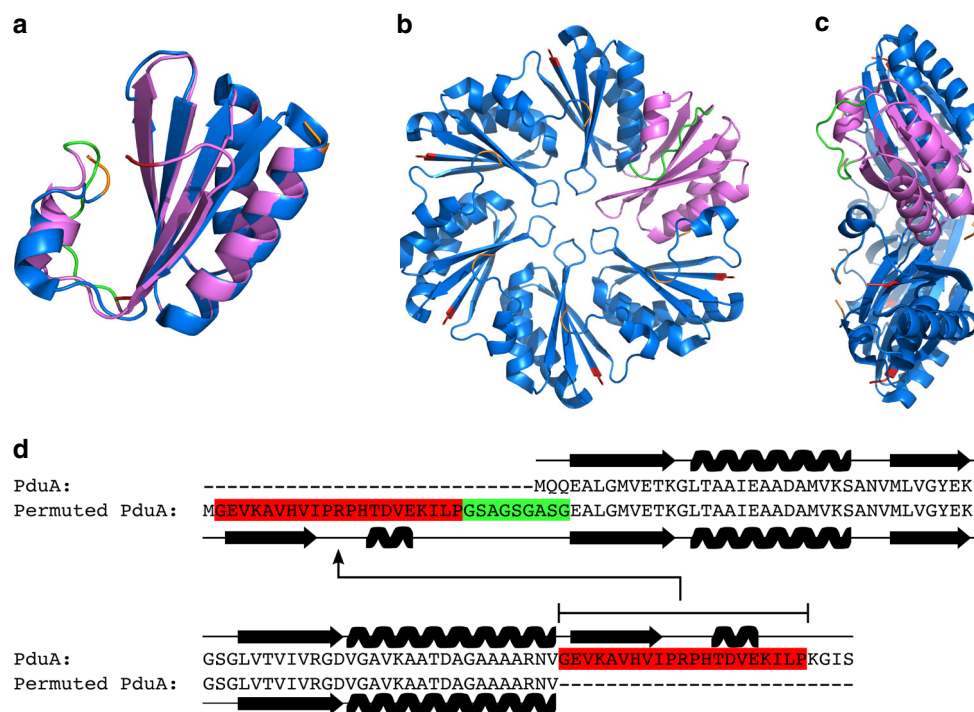 a
b
c
d
PduA: ----------------------------MQQEALGMVETKGLTAAIEAADAMVKSANVMLVGYEK
Permuted PduA: MGEVKAVHVIPRPHTDVEKILPGSAGSGASGEALGMVETKGLTAAIEAADAMVKSANVMLVGYEK
PduA: GSGLVTVIVRGDVGAVKAATDAGAAAARNVGEVKAVHVIPRPHTDVEKILPKGIS
Permuted PduA: GSGLVTVIVRGDVGAVKAATDAGAAAARNV-------------------------